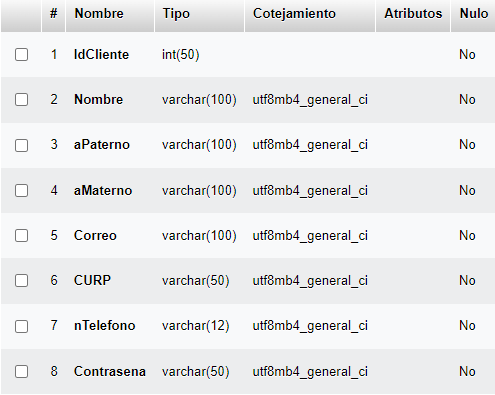 # Nombre Tipo Cotejamiento Atributos Nulo
1 IdCliente int(50) No
2 Nombre varchar(100) utf8mb4_general_ci No
3 aPaterno varchar(100) utf8mb4_general_ci No
4 aMaterno varchar(100) utf8mb4_general_ci No
5 Correo varchar(100) utf8mb4_general_ci No
6 CURP varchar(50) utf8mb4_general_ci No
7 nTelefono varchar(12) utf8mb4_general_ci No
8 Contrasena varchar(50) utf8mb4_general_ci No